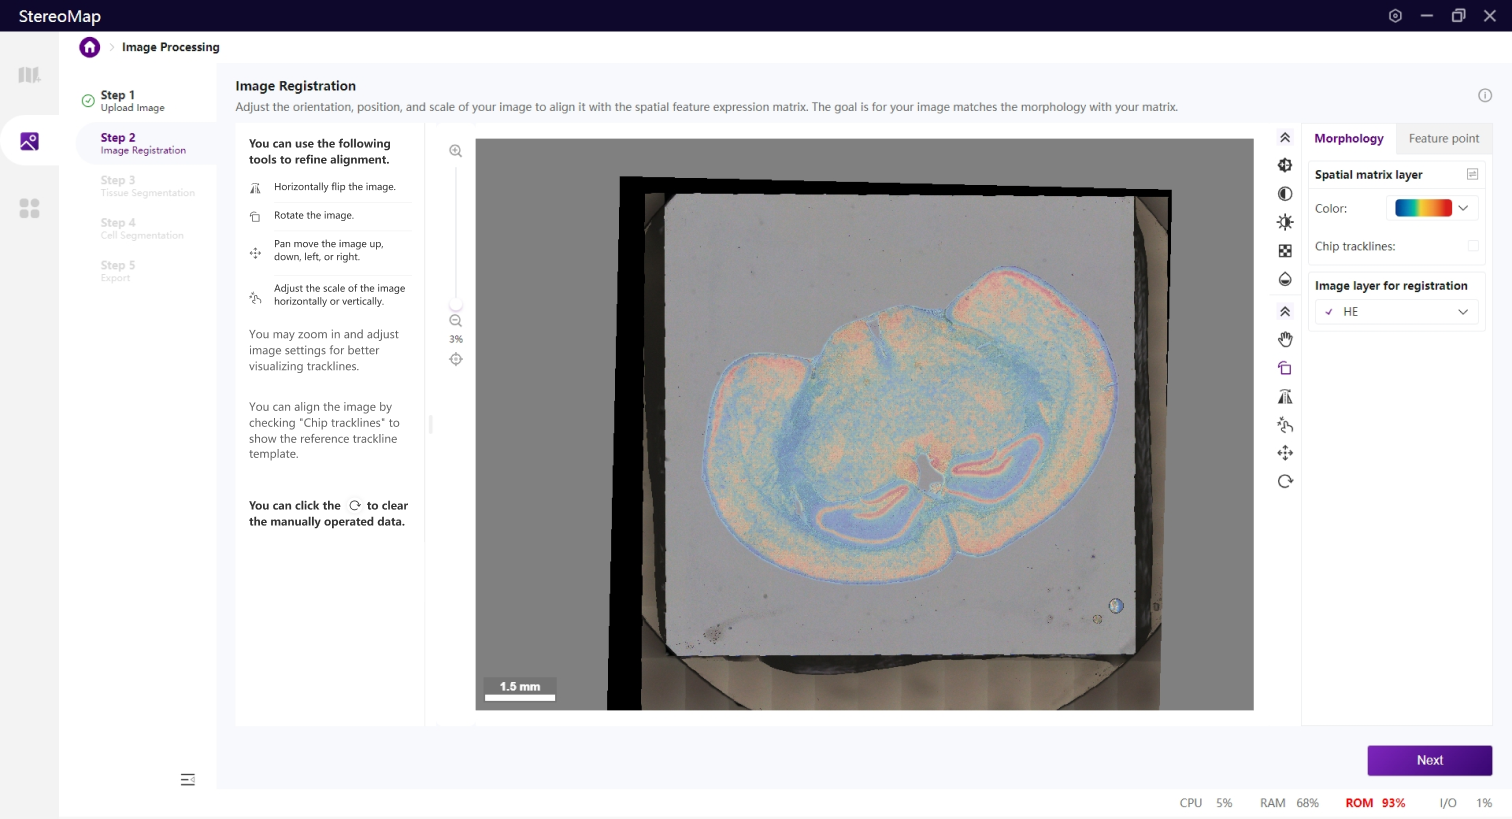 StereoMap
Image Processing
Step 1
Upload Image
Step 2
Image Registration
Step 3
Tissue Segmentation
Step 4
Cell Segmentation
Step 5
Export
Image Registration
Adjust the orientation, position, and scale of your image to align it with the spatial feature expression matrix. The goal is for your image matches the morphology with your matrix.
You can use the following
tools to refine alignment.
Horizontally flip the image.
Rotate the image.
Pan move the image up,
down, left, or right.
Adjust the scale of the image
horizontally or vertically.
You may zoom in and adjust
image settings for better
visualizing tracklines.
You can align the image by
checking "Chip tracklines" to
show the reference trackline
template.
You can click the to clear
the manually operated data.
3%
1.5 mm
Morphology
Feature point
Spatial matrix layer
Color:
Chip tracklines:
Image layer for registration
HE
Next
CPU 5% RAM 68% ROM 93% I/O 1%